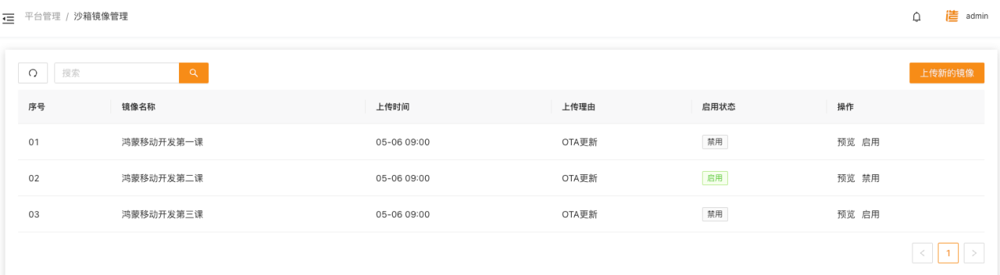 平台管理 / 沙箱镜像管理
造 admin
搜索
上传新的镜像
序号 镜像名称 上传时间 上传理由 启用状态 操作
01 鸿蒙移动开发第一课 05-06 09:00 OTA更新 禁用 预览 启用
02 鸿蒙移动开发第二课 05-06 09:00 OTA更新 启用 预览 禁用
03 鸿蒙移动开发第三课 05-06 09:00 OTA更新 禁用 预览 启用
< 1 >